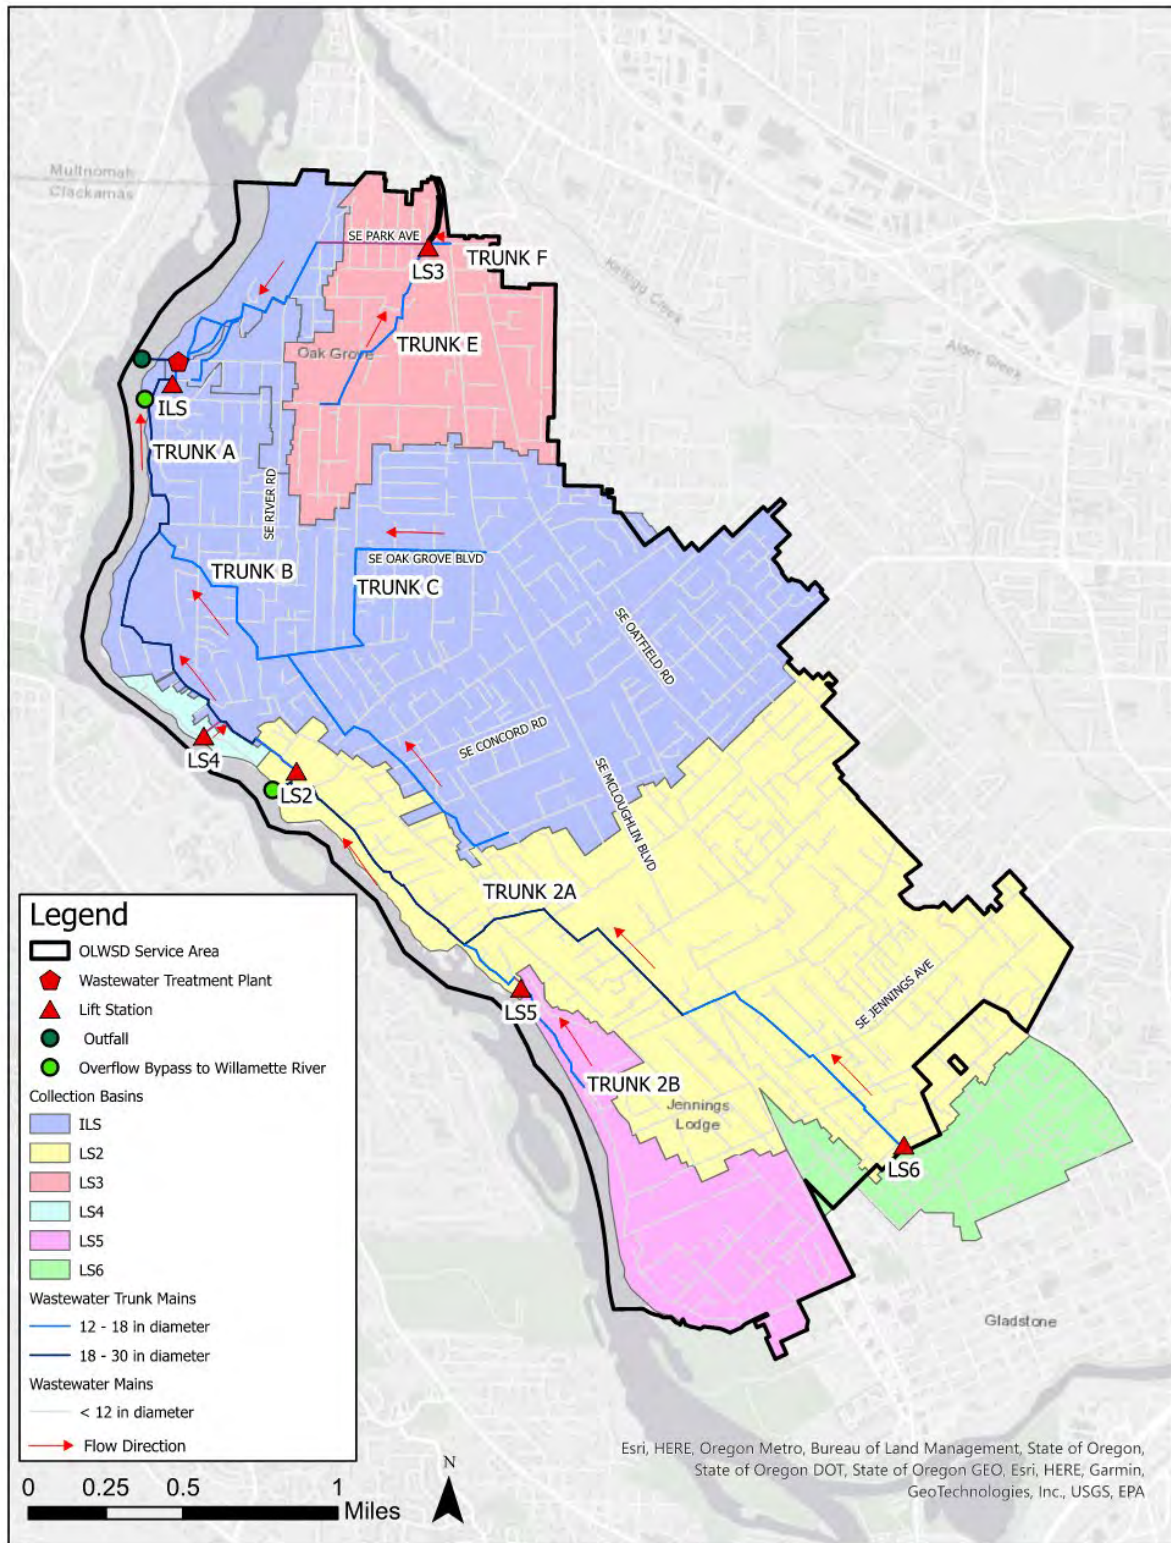 Multnomah
Clackamas
SE PARK AVE
TRUNK F
LS3
Kellogg Creek
Alder Creek
Oak Grove
TRUNK E
ILS
TRUNK A
SE RIVER RD
SE OAK GROVE BLVD
TRUNK B
TRUNK C
SE OATFIELD RD
SE CONCORD RD
LS4
LS2
SE MCLOUGHLIN BLVD
TRUNK 2A
SE JENNINGS AVE
LS5
TRUNK 2B
Jennings
Lodge
LS6
Gladstone
Legend
OLWSD Service Area
Wastewater Treatment Plant
Lift Station
Outfall
Overflow Bypass to Willamette River
Collection Basins
ILS
LS2
LS3
LS4
LS5
LS6
Wastewater Trunk Mains
12 - 18 in diameter
18 - 30 in diameter
Wastewater Mains
< 12 in diameter
Flow Direction
0 0.25 0.5 1
Miles
N
Esri, HERE, Oregon Metro, Bureau of Land Management, State of Oregon,
State of Oregon DOT, State of Oregon GEO, Esri, HERE, Garmin,
GeoTechnologies, Inc., USGS, EPA